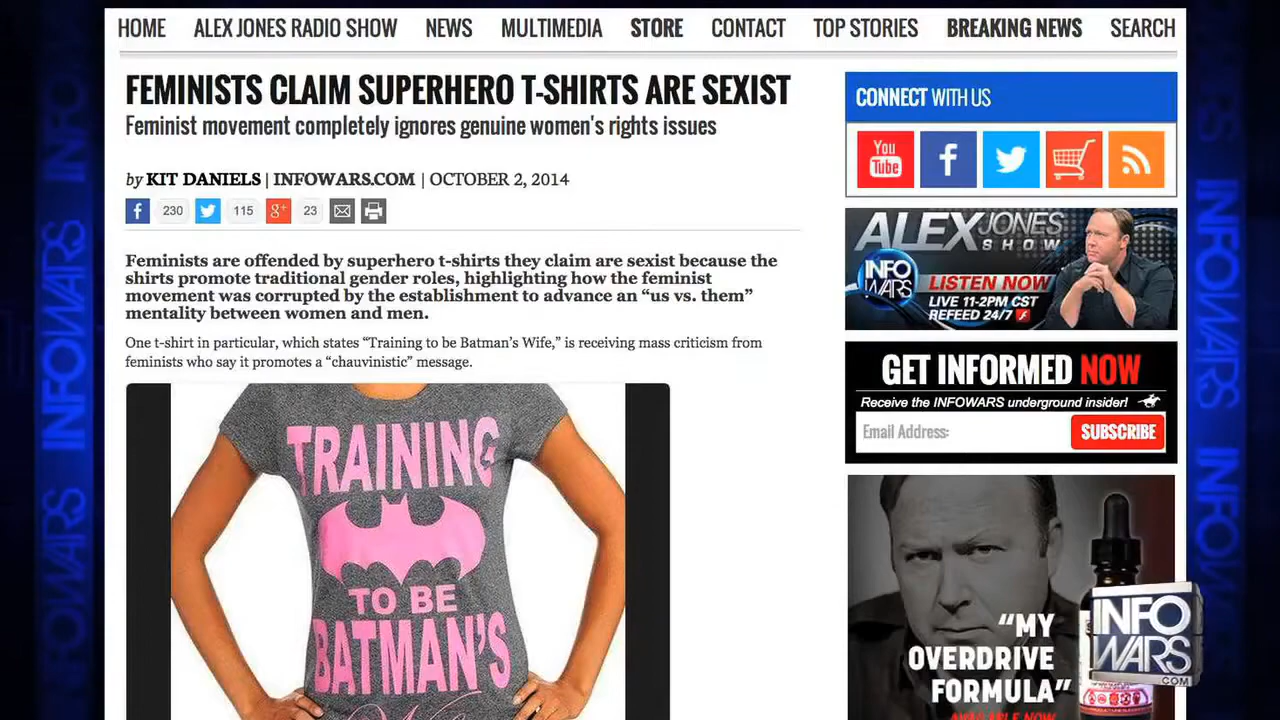 HOME ALEX JONES RADIO SHOW NEWS MULTIMEDIA STORE CONTACT TOP STORIES BREAKING NEWS SEARCH
FEMINISTS CLAIM SUPERHERO T-SHIRTS ARE SEXIST
Feminist movement completely ignores genuine women's rights issues
by KIT DANIELS | INFOWARS.COM | OCTOBER 2, 2014
230 115 23
Feminists are offended by superhero t-shirts they claim are sexist because the
shirts promote traditional gender roles, highlighting how the feminist
movement was corrupted by the establishment to advance an “us vs. them”
mentality between women and men.
One t-shirt in particular, which states “Training to be Batman’s Wife,” is receiving mass criticism from
feminists who say it promotes a “chauvinistic” message.
TRAINING
TO BE
BATMAN'S
CONNECT WITH US
You
Tube
ALEX JONES
SHOW
INFO
WARS
LISTEN NOW
LIVE 11-2PM CST
REFEED 24/7
GET INFORMED NOW
Receive the INFOWARS underground insider!
Email Address:
SUBSCRIBE
“MY
OVERDRIVE
FORMULA”
AVAILABLE NOW
INFO
WARS
.COM
INFOWARS
INFOWARS